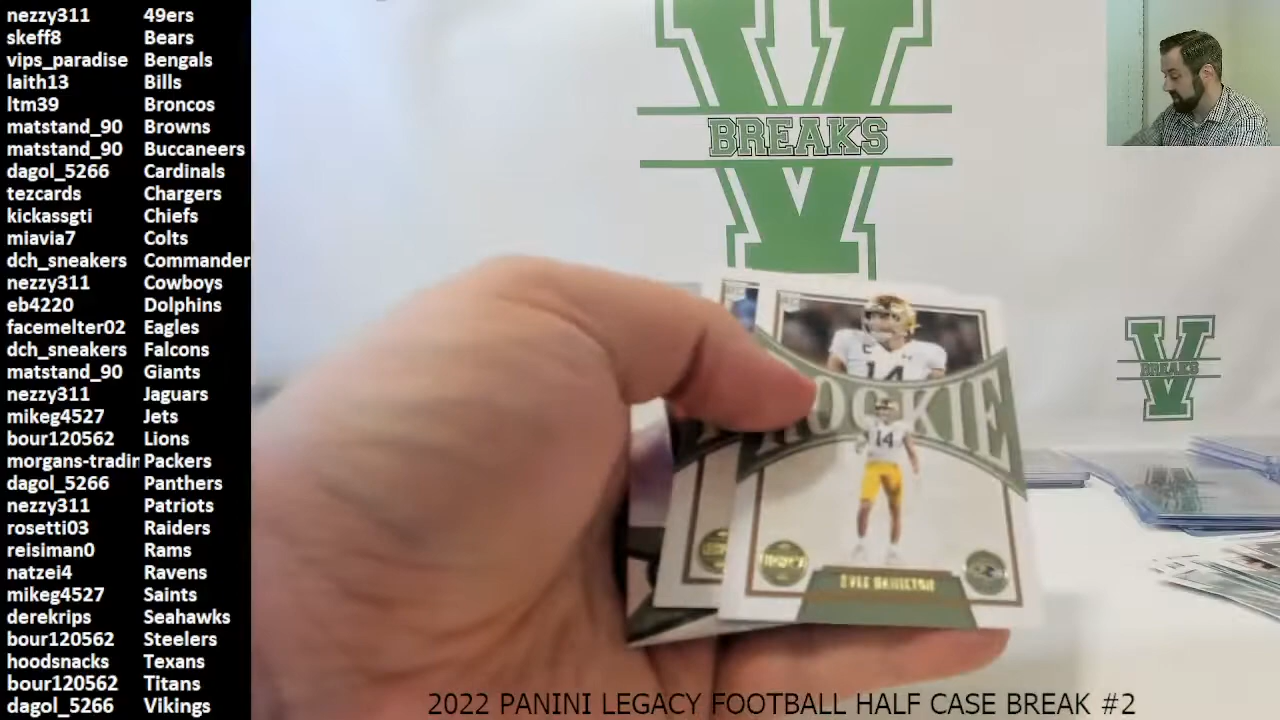 nezzy311 49ers
skeff8 Bears
vips_paradise Bengals
laith13 Bills
ltm39 Broncos
matstand_90 Browns
matstand_90 Buccaneers
dagol_5266 Cardinals
tezcards Chargers
kickassgti Chiefs
miavia7 Colts
dch_sneakers Commander
nezzy311 Cowboys
eb4220 Dolphins
facemelter02 Eagles
dch_sneakers Falcons
matstand_90 Giants
nezzy311 Jaguars
mikeg4527 Jets
bour120562 Lions
morgans-tradin Packers
dagol_5266 Panthers
nezzy311 Patriots
rosetti03 Raiders
reisiman0 Rams
natzei4 Ravens
mikeg4527 Saints
derekrips Seahawks
bour120562 Steelers
hoodsnacks Texans
bour120562 Titans
dagol_5266 Vikings
V
BREAKS
V
BREAKS
14
ROOKIE
14
KYLE HAMILTON
2022 PANINI LEGACY FOOTBALL HALF CASE BREAK #2